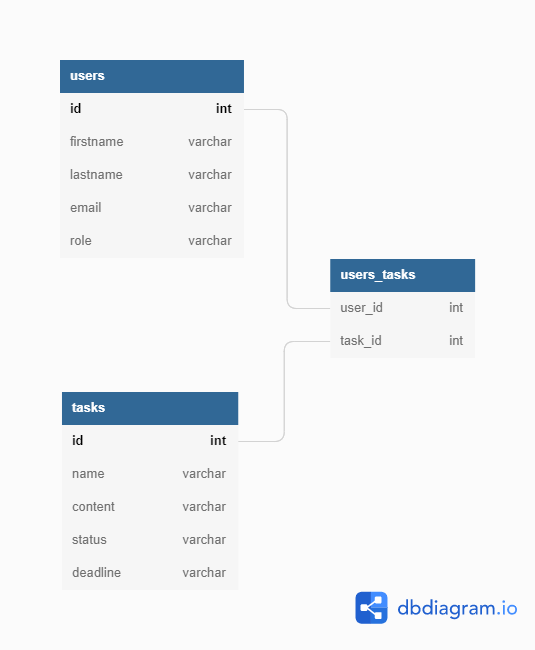 users
id int
firstname varchar
lastname varchar
email varchar
role varchar
users_tasks
user_id int
task_id int
tasks
id int
name varchar
content varchar
status varchar
deadline varchar
dbdiagram.io